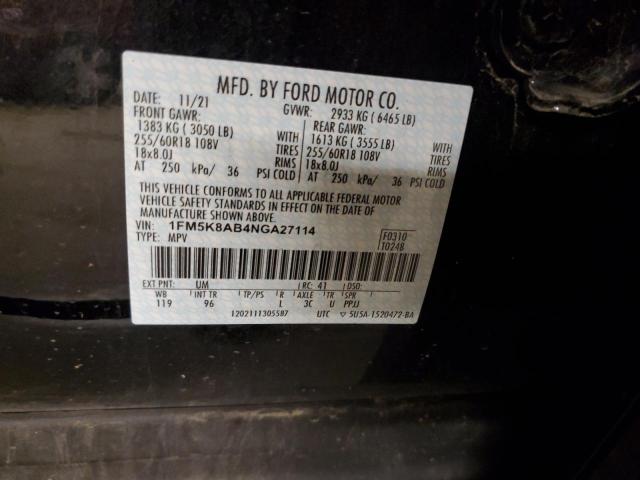 MFD. BY FORD MOTOR CO.
DATE: 11/21 GVWR: 2933 KG ( 6465 LB)
FRONT GAWR: REAR GAWR:
1383 KG ( 3050 LB) WITH 1613 KG ( 3555 LB) WITH
255/60R18 108V TIRES 255/60R18 108V TIRES
18x8.0J RIMS 18x8.0J RIMS
AT 250 kPa/ 36 PSI COLD AT 250 kPa/ 36 PSI COLD
THIS VEHICLE CONFORMS TO ALL APPLICABLE FEDERAL MOTOR
VEHICLE SAFETY STANDARDS IN EFFECT ON THE DATE OF
MANUFACTURE SHOWN ABOVE.
VIN: 1FM5K8AB4NGA27114 F0310
TYPE: MPV T0248
EXT PNT: UM RC: 41 DSO:
WB INT TR TP/PS R AXLE TR SPR
119 96 L 3C U PPJJ
1202111305587 UTC ▽ 5U5A-1520472-BA